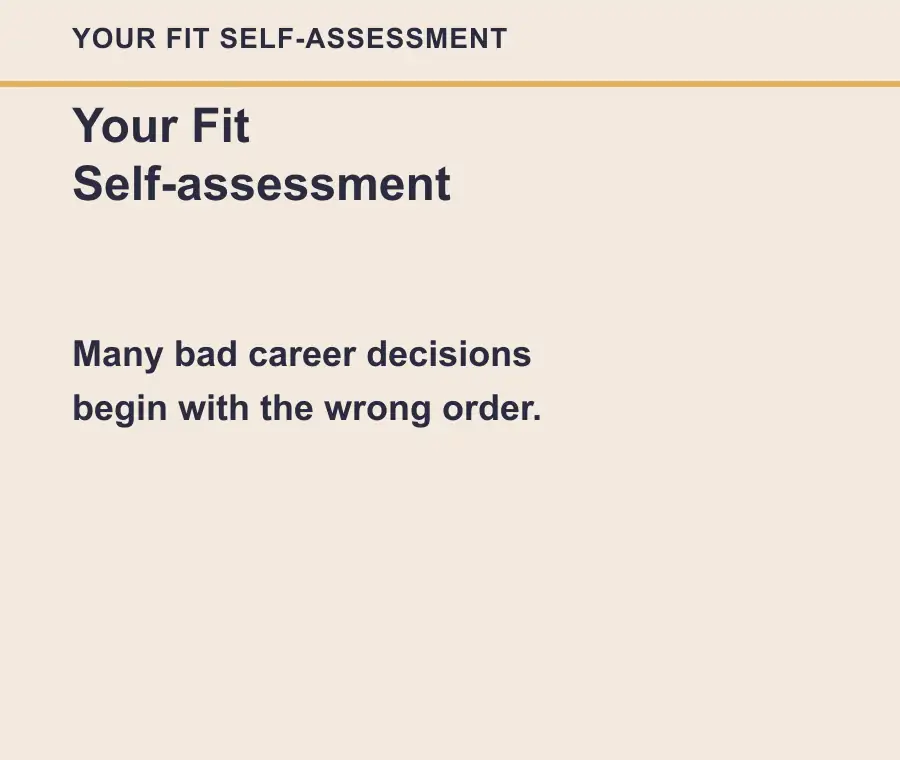 YOUR FIT SELF-ASSESSMENT
Your Fit
Self-assessment
Many bad career decisions
begin with the wrong order.